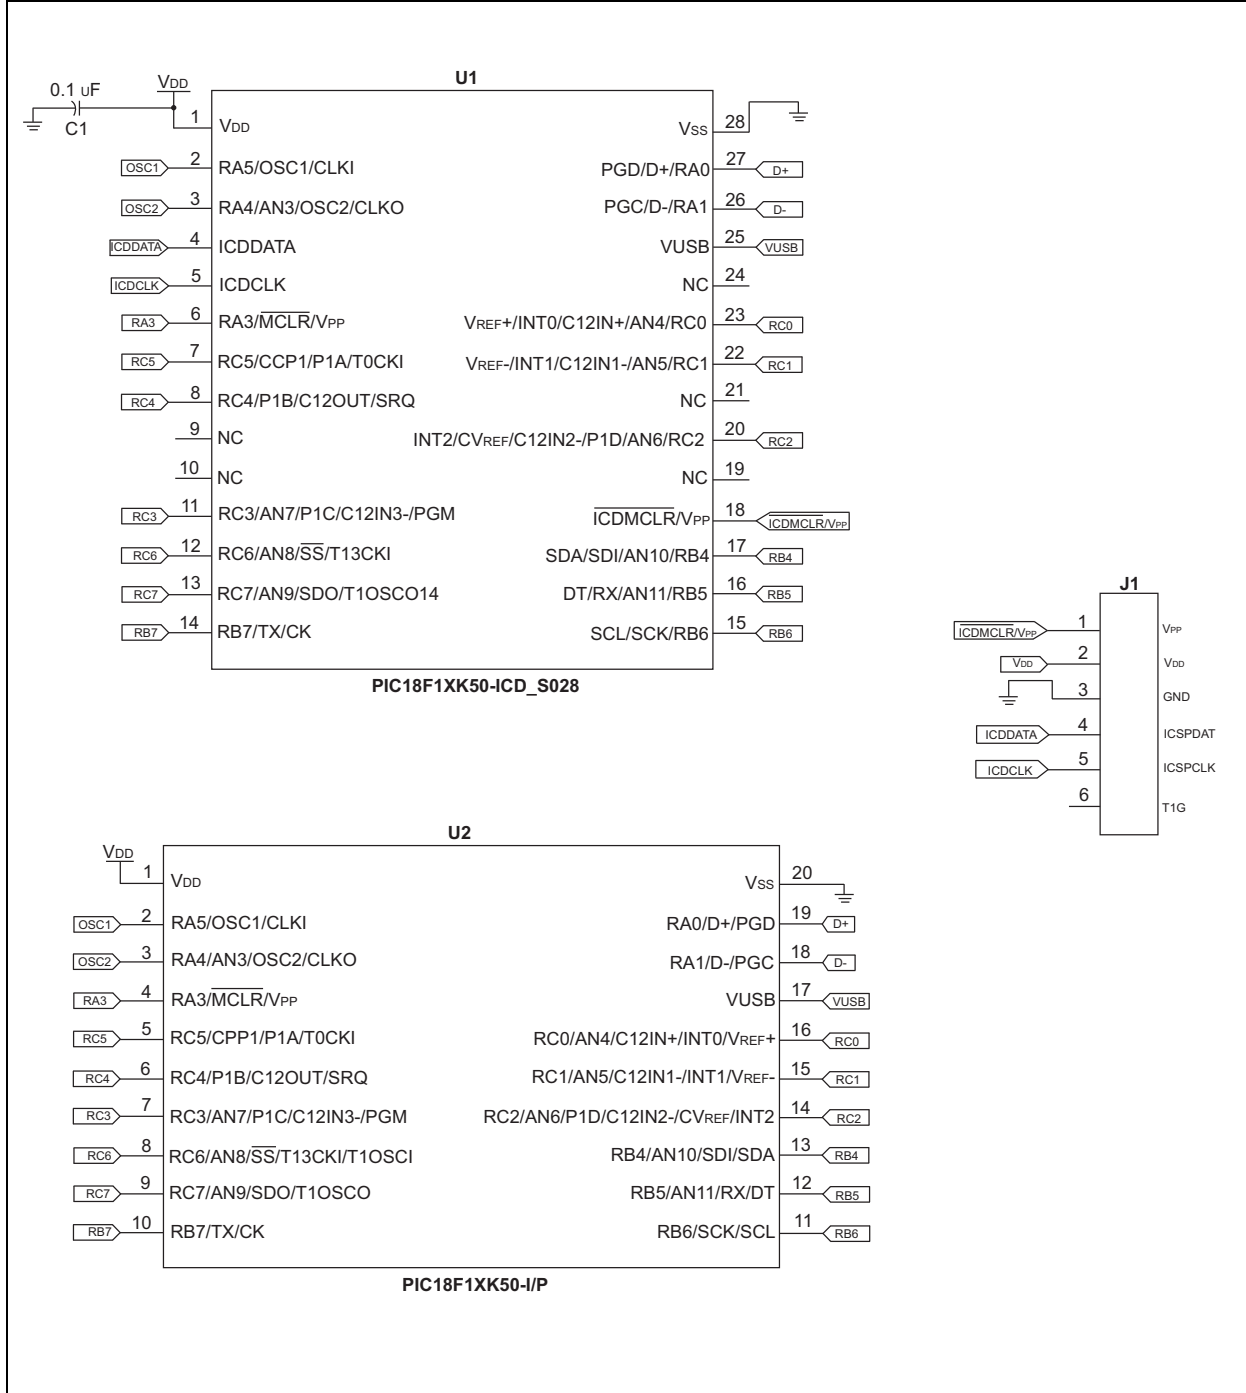 U1
0.1 uF
VDD
C1
1 VDD
VSS 28
OSC1 2 RA5/OSC1/CLKI
PGD/D+/RA0 27 D+
OSC2 3 RA4/AN3/OSC2/CLKO
PGC/D-/RA1 26 D-
ICDDATA 4 ICDDATA
VUSB 25 VUSB
ICDCLK 5 ICDCLK
NC 24
RA3 6 RA3/MCLR/VPP
VREF+/INT0/C12IN+/AN4/RC0 23 RC0
RC5 7 RC5/CCP1/P1A/T0CKI
VREF-/INT1/C12IN1-/AN5/RC1 22 RC1
RC4 8 RC4/P1B/C12OUT/SRQ
NC 21
9 NC
INT2/CVREF/C12IN2-/P1D/AN6/RC2 20 RC2
10 NC
NC 19
RC3 11 RC3/AN7/P1C/C12IN3-/PGM
ICDMCLR/VPP 18 ICDMCLR/VPP
RC6 12 RC6/AN8/SS/T13CKI
SDA/SDI/AN10/RB4 17 RB4
RC7 13 RC7/AN9/SDO/T1OSCO14
DT/RX/AN11/RB5 16 RB5
RB7 14 RB7/TX/CK
SCL/SCK/RB6 15 RB6
PIC18F1XK50-ICD_S028
J1
ICDMCLR/VPP 1 VPP
VDD 2 VDD
3 GND
ICDDATA 4 ICSPDAT
ICDCLK 5 ICSPCLK
6 T1G
U2
VDD
1 VDD
VSS 20
OSC1 2 RA5/OSC1/CLKI
RA0/D+/PGD 19 D+
OSC2 3 RA4/AN3/OSC2/CLKO
RA1/D-/PGC 18 D-
RA3 4 RA3/MCLR/VPP
VUSB 17 VUSB
RC5 5 RC5/CPP1/P1A/T0CKI
RC0/AN4/C12IN+/INT0/VREF+ 16 RC0
RC4 6 RC4/P1B/C12OUT/SRQ
RC1/AN5/C12IN1-/INT1/VREF- 15 RC1
RC3 7 RC3/AN7/P1C/C12IN3-/PGM
RC2/AN6/P1D/C12IN2-/CVREF/INT2 14 RC2
RC6 8 RC6/AN8/SS/T13CKI/T1OSCI
RB4/AN10/SDI/SDA 13 RB4
RC7 9 RC7/AN9/SDO/T1OSCO
RB5/AN11/RX/DT 12 RB5
RB7 10 RB7/TX/CK
RB6/SCK/SCL 11 RB6
PIC18F1XK50-I/P